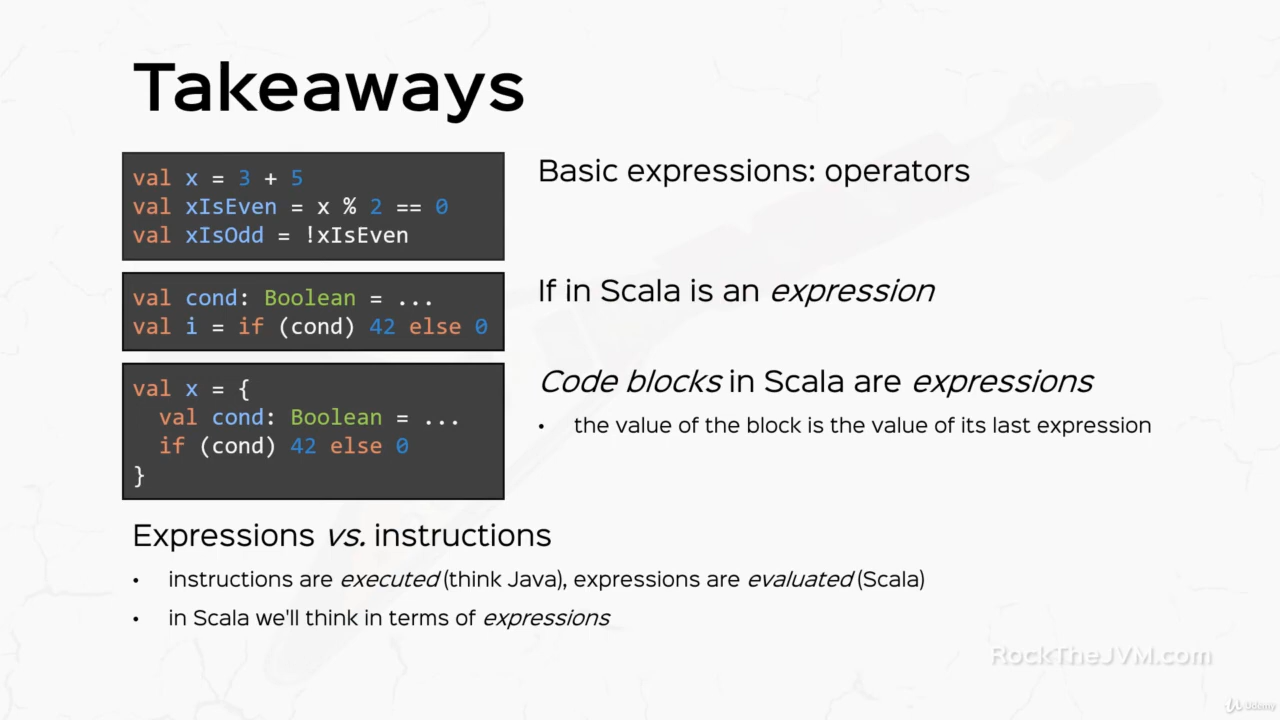 Takeaways
val x = 3 + 5
val xIsEven = x % 2 == 0
val xIsOdd = !xIsEven
Basic expressions: operators
val cond: Boolean = ...
val i = if (cond) 42 else 0
If in Scala is an expression
val x = {
  val cond: Boolean = ...
  if (cond) 42 else 0
}
Code blocks in Scala are expressions
• the value of the block is the value of its last expression
Expressions vs. instructions
• instructions are executed (think Java), expressions are evaluated (Scala)
• in Scala we'll think in terms of expressions
RockTheJVM.com
Udemy